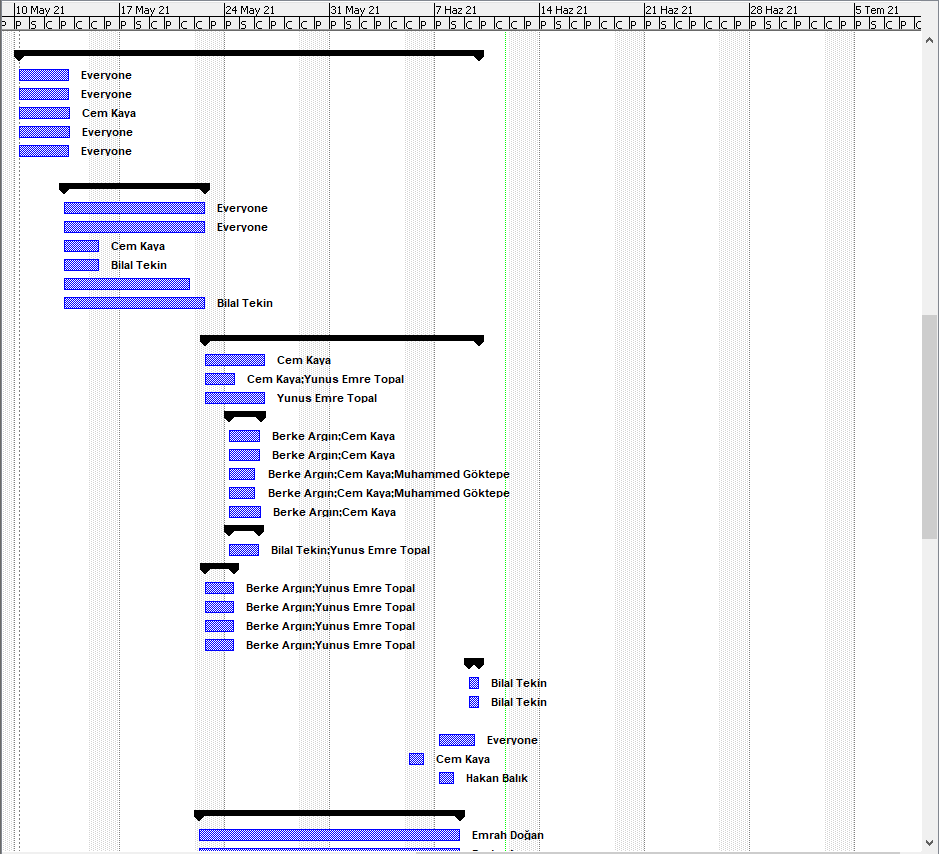 10 May 21 17 May 21 24 May 21 31 May 21 7 Haz 21 14 Haz 21 21 Haz 21 28 Haz 21 5 Tem 21
P P S C P C C P P S C P C C P P S C P C C P P S C P C C P P S C P C C P P S C P C C P P S C P C C P P S C P C C P P S C P C
Everyone
Everyone
Cem Kaya
Everyone
Everyone
Everyone
Everyone
Cem Kaya
Bilal Tekin
Bilal Tekin
Cem Kaya
Cem Kaya;Yunus Emre Topal
Yunus Emre Topal
Berke Argın;Cem Kaya
Berke Argın;Cem Kaya
Berke Argın;Cem Kaya;Muhammed Göktepe
Berke Argın;Cem Kaya;Muhammed Göktepe
Berke Argın;Cem Kaya
Bilal Tekin;Yunus Emre Topal
Berke Argın;Yunus Emre Topal
Berke Argın;Yunus Emre Topal
Berke Argın;Yunus Emre Topal
Berke Argın;Yunus Emre Topal
Bilal Tekin
Bilal Tekin
Everyone
Cem Kaya
Hakan Balık
Emrah Doğan